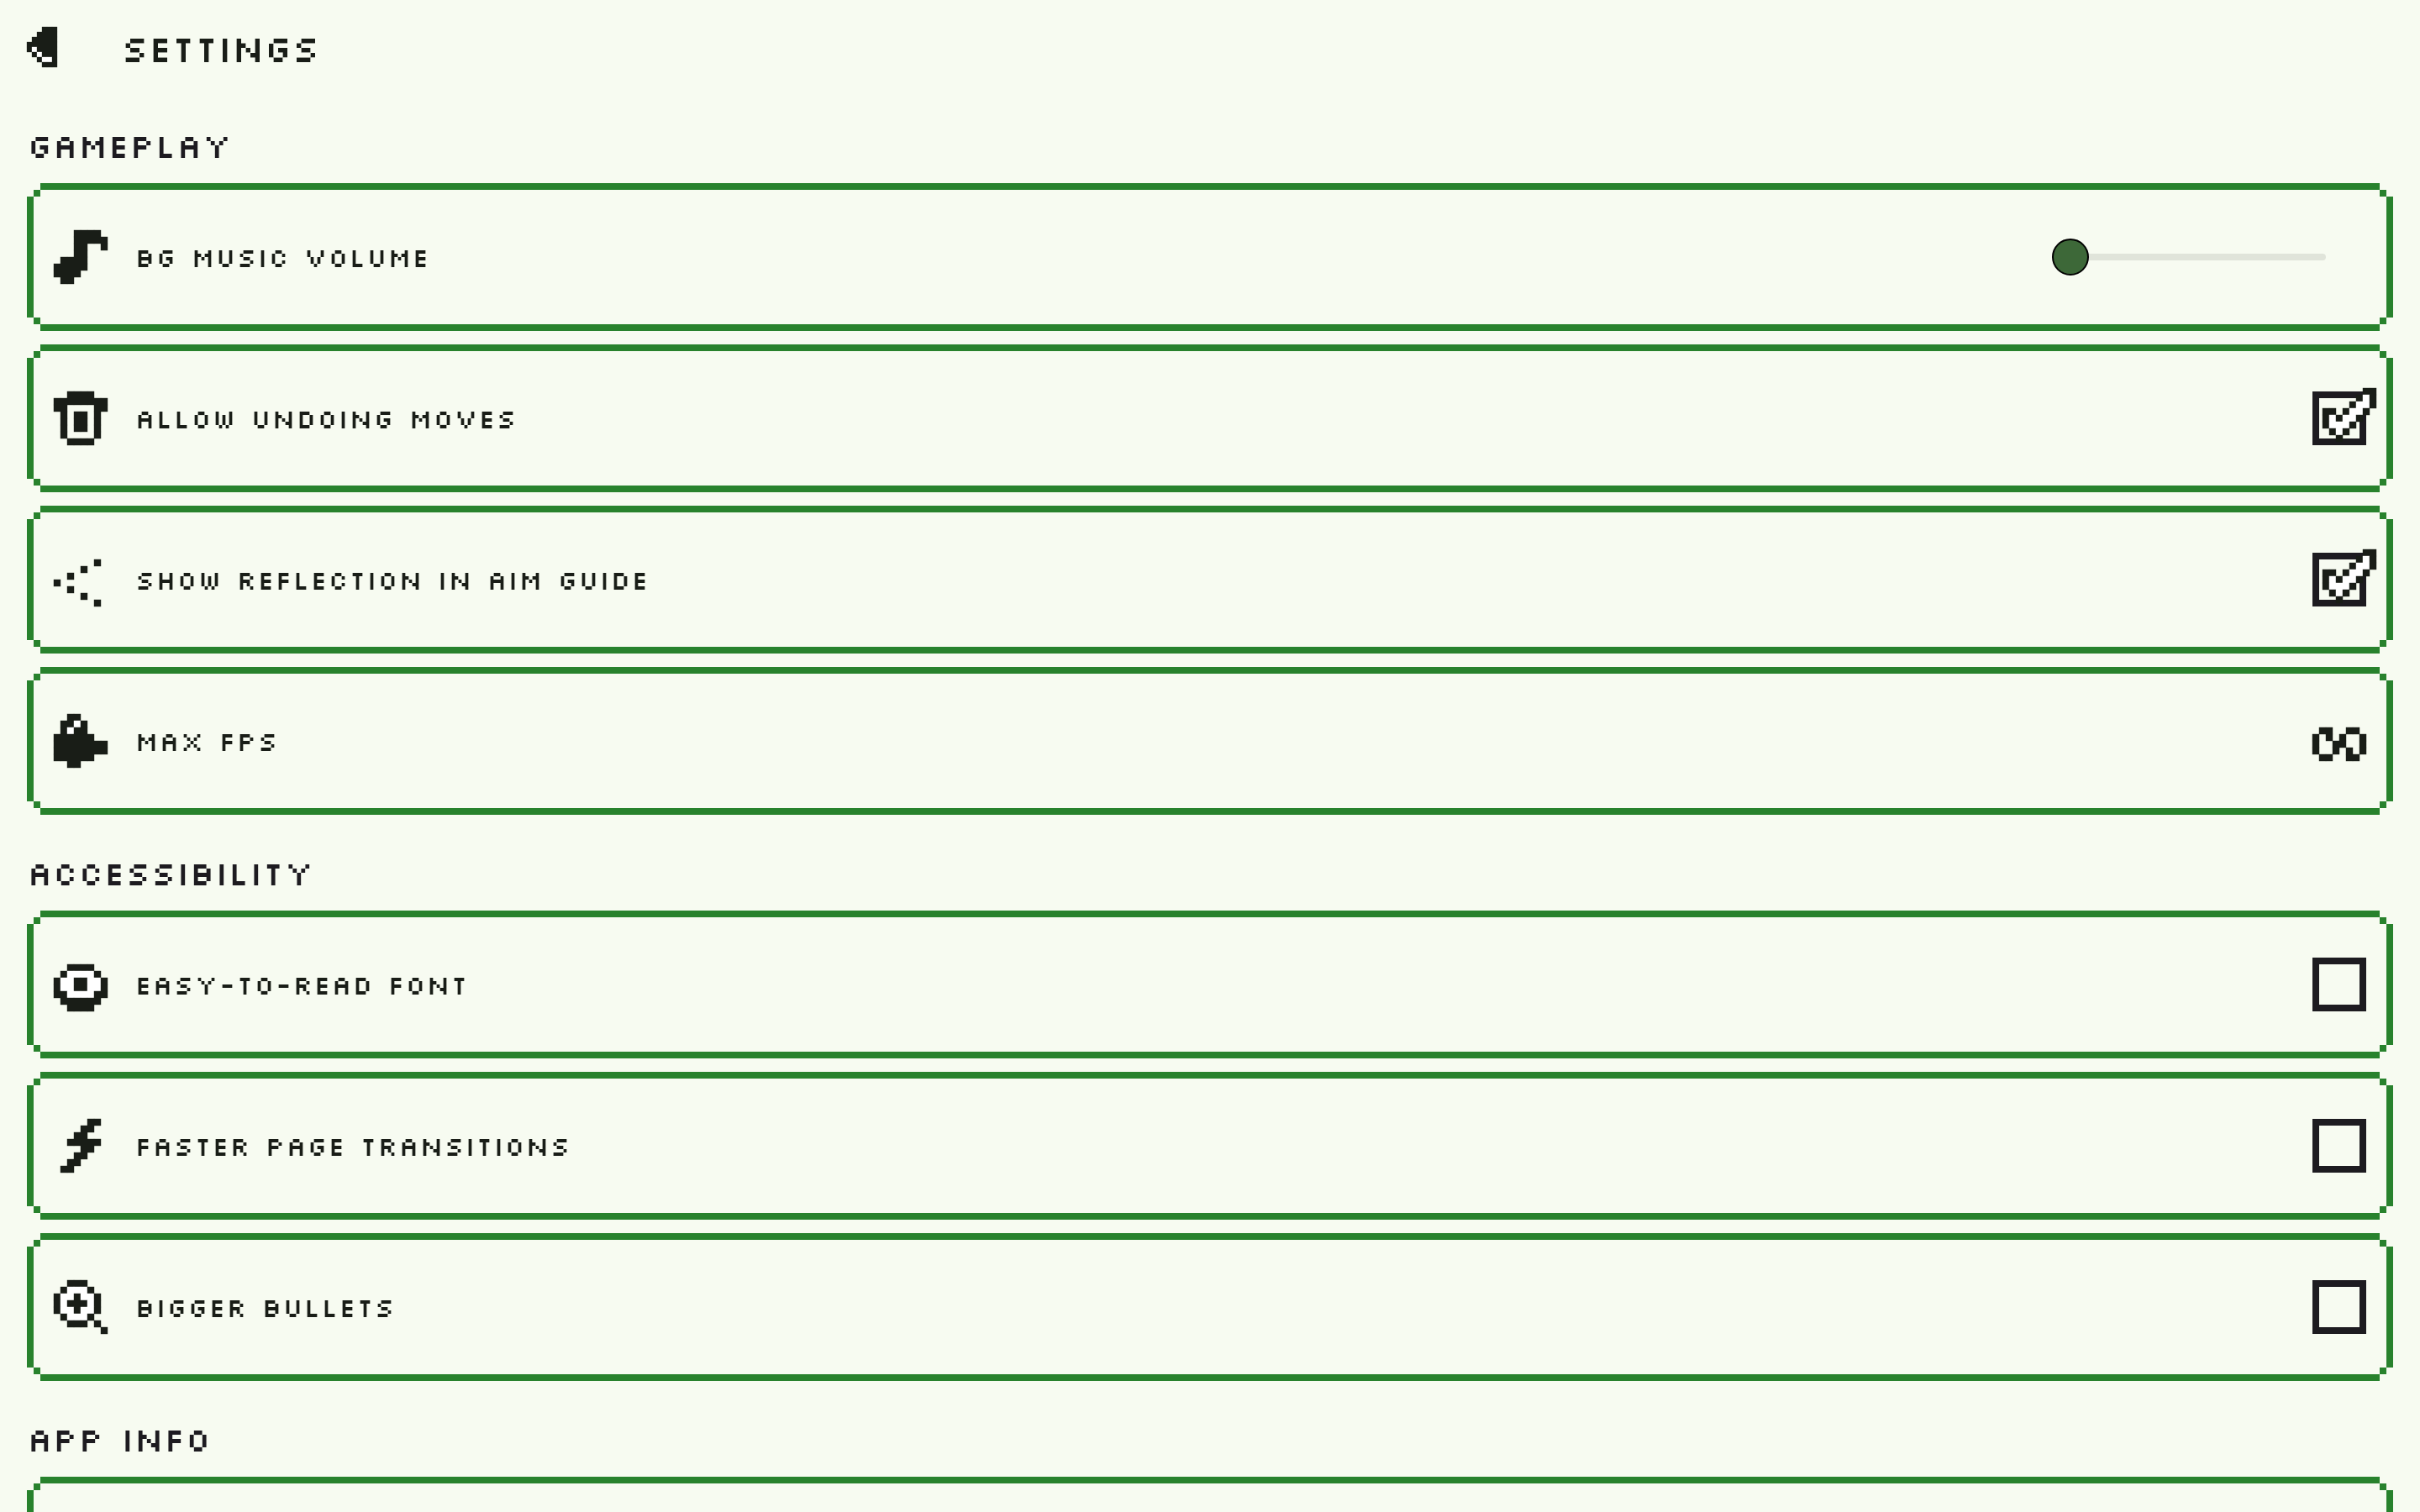 SETTINGS
GAMEPLAY
BG MUSIC VOLUME
ALLOW UNDOING MOVES
SHOW REFLECTION IN AIM GUIDE
MAX FPS
∞
ACCESSIBILITY
EASY-TO-READ FONT
FASTER PAGE TRANSITIONS
BIGGER BULLETS
APP INFO